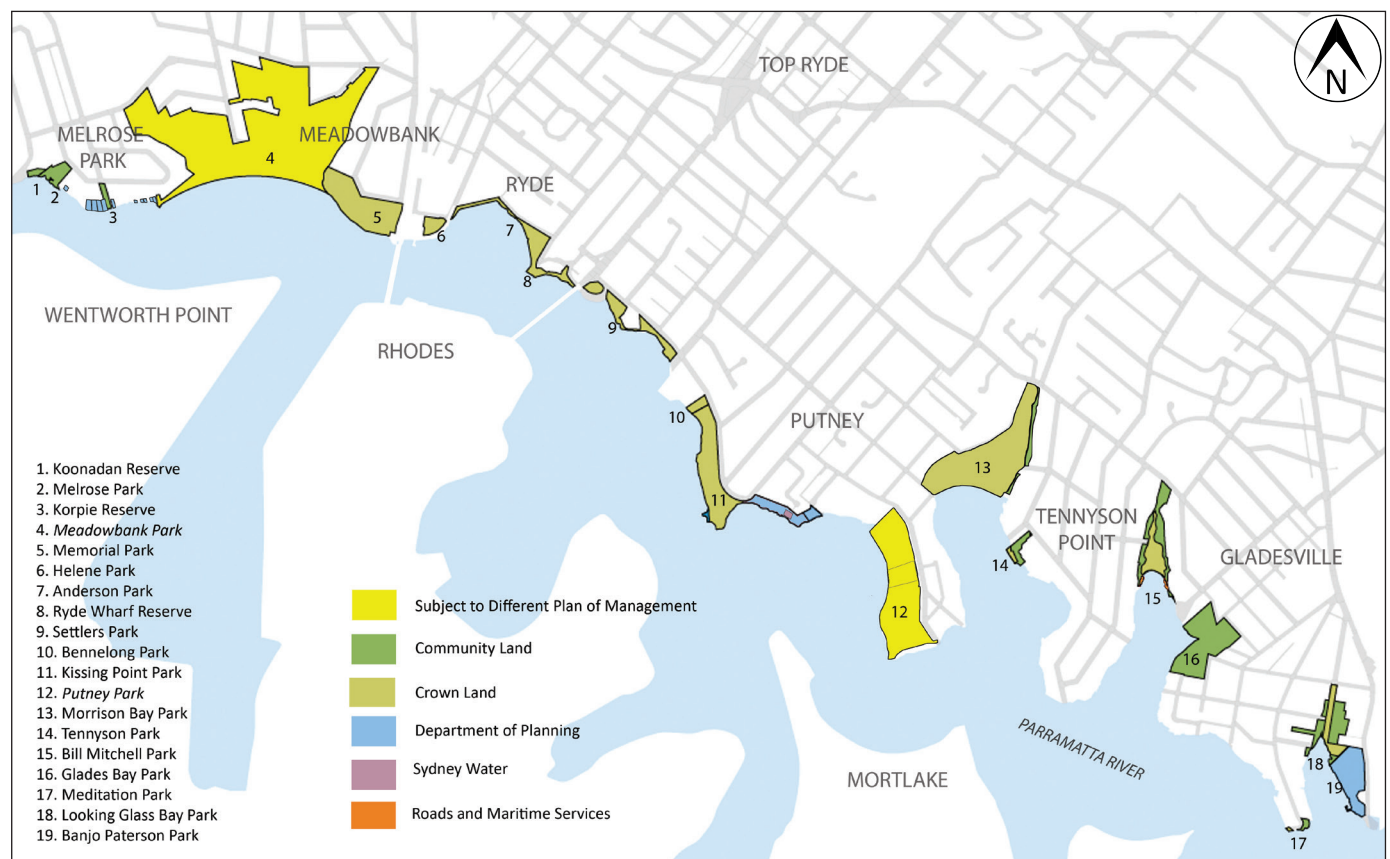 N
TOP RYDE
MELROSE
PARK
MEADOWBANK
4
1
2
3
RYDE
5
6
7
8
WENTWORTH POINT
RHODES
9
10
PUTNEY
11
13
TENNYSON
POINT
14
GLADESVILLE
15
12
16
PARRAMATTA RIVER
MORTLAKE
18
19
17
1. Koonadan Reserve
2. Melrose Park
3. Korpie Reserve
4. Meadowbank Park
5. Memorial Park
6. Helene Park
7. Anderson Park
8. Ryde Wharf Reserve
9. Settlers Park
10. Bennelong Park
11. Kissing Point Park
12. Putney Park
13. Morrison Bay Park
14. Tennyson Park
15. Bill Mitchell Park
16. Glades Bay Park
17. Meditation Park
18. Looking Glass Bay Park
19. Banjo Paterson Park
Subject to Different Plan of Management
Community Land
Crown Land
Department of Planning
Sydney Water
Roads and Maritime Services